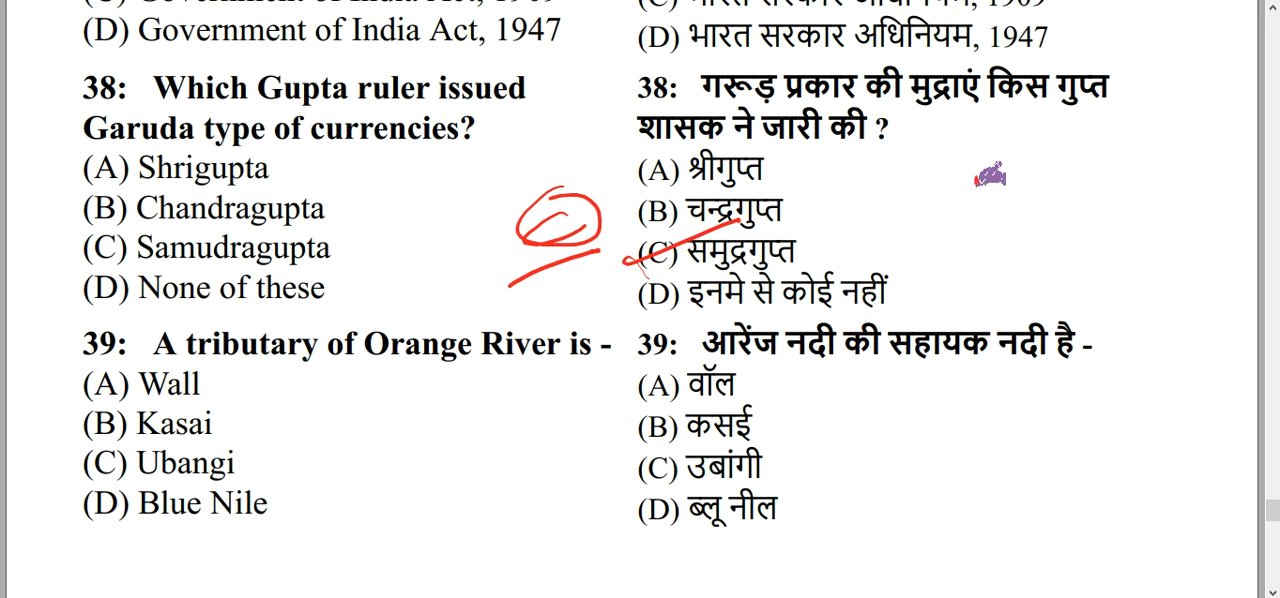 (D) Government of India Act, 1947
38: Which Gupta ruler issued
Garuda type of currencies?
(A) Shrigupta
(B) Chandragupta
(C) Samudragupta
(D) None of these
39: A tributary of Orange River is -
(A) Wall
(B) Kasai
(C) Ubangi
(D) Blue Nile
(D) भारत सरकार अधिनियम, 1947
38: गरूड़ प्रकार की मुद्राएं किस गुप्त
शासक ने जारी की ?
(A) श्रीगुप्त
(B) चन्द्रगुप्त
(C) समुद्रगुप्त
(D) इनमे से कोई नहीं
39: आरेंज नदी की सहायक नदी है -
(A) वॉल
(B) कसई
(C) उबांगी
(D) ब्लू नील